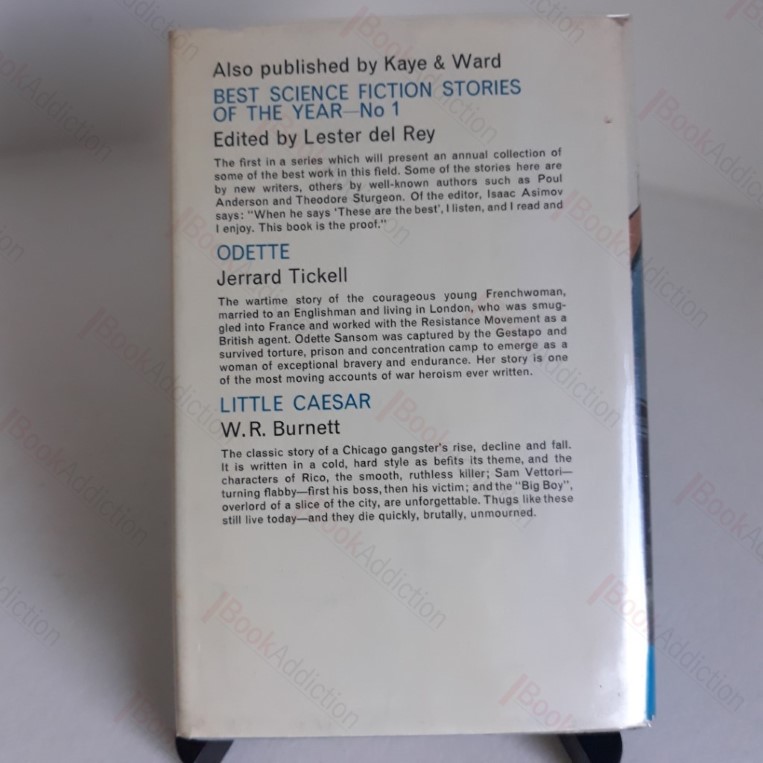 Also published by Kaye & Ward
BEST SCIENCE FICTION STORIES
OF THE YEAR—No 1
Edited by Lester del Rey
The first in a series which will present an annual collection of
some of the best work in this field. Some of the stories here are
by new writers, others by well-known authors such as Poul
Anderson and Theodore Sturgeon. Of the editor, Isaac Asimov
says: "When he says 'These are the best', I listen, and I read and
I enjoy. This book is the proof."
ODETTE
Jerrard Tickell
The wartime story of the courageous young Frenchwoman,
married to an Englishman and living in London, who was smug-
gled into France and worked with the Resistance Movement as a
British agent. Odette Sansom was captured by the Gestapo and
survived torture, prison and concentration camp to emerge as a
woman of exceptional bravery and endurance. Her story is one
of the most moving accounts of war heroism ever written.
LITTLE CAESAR
W.R. Burnett
The classic story of a Chicago gangster's rise, decline and fall.
It is written in a cold, hard style as befits its theme, and the
characters of Rico, the smooth, ruthless killer; Sam Vettori—
turning flabby—first his boss, then his victim; and the "Big Boy",
overlord of a slice of the city, are unforgettable. Thugs like these
still live today—and they die quickly, brutally, unmourned.
BookAddiction